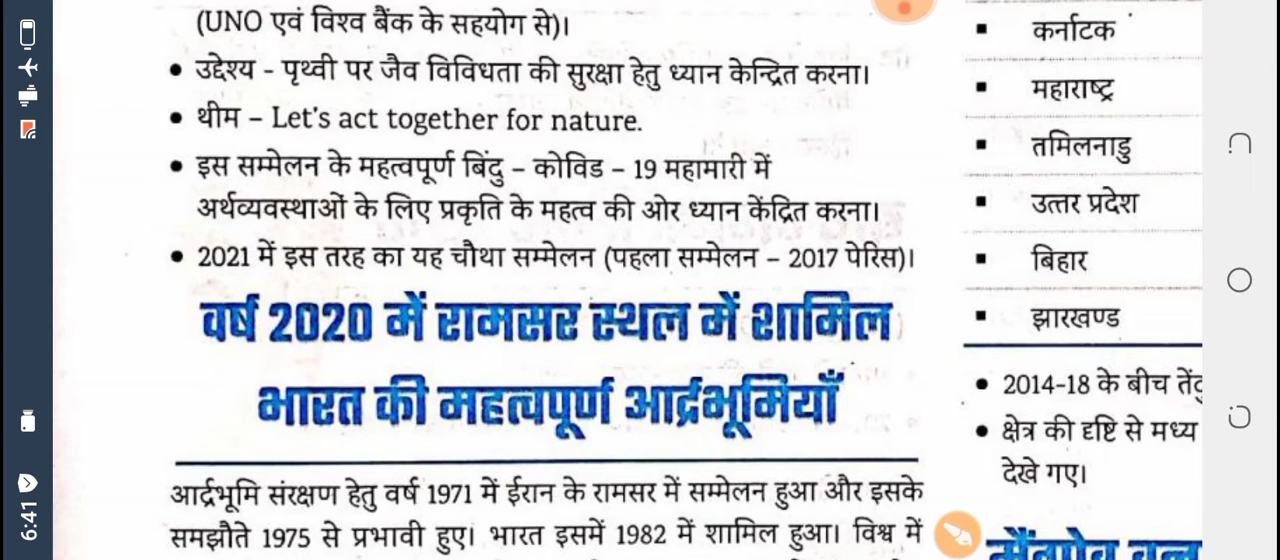 (UNO एवं विश्व बैंक के सहयोग से)।
• उद्देश्य - पृथ्वी पर जैव विविधता की सुरक्षा हेतु ध्यान केन्द्रित करना।
• थीम – Let's act together for nature.
• इस सम्मेलन के महत्वपूर्ण बिंदु – कोविड – 19 महामारी में
अर्थव्यवस्थाओं के लिए प्रकृति के महत्व की ओर ध्यान केंद्रित करना।
• 2021 में इस तरह का यह चौथा सम्मेलन (पहला सम्मेलन – 2017 पेरिस)।
वर्ष 2020 में रामसर स्थल में शामिल
भारत की महत्वपूर्ण आर्द्रभूमियाँ
आर्द्रभूमि संरक्षण हेतु वर्ष 1971 में ईरान के रामसर में सम्मेलन हुआ और इसके
समझौते 1975 से प्रभावी हुए। भारत इसमें 1982 में शामिल हुआ। विश्व में
▪ कर्नाटक
▪ महाराष्ट्र
▪ तमिलनाडु
▪ उत्तर प्रदेश
▪ बिहार
▪ झारखण्ड
• 2014-18 के बीच
• क्षेत्र की दृष्टि से मध्य
देखे गए।
6:41